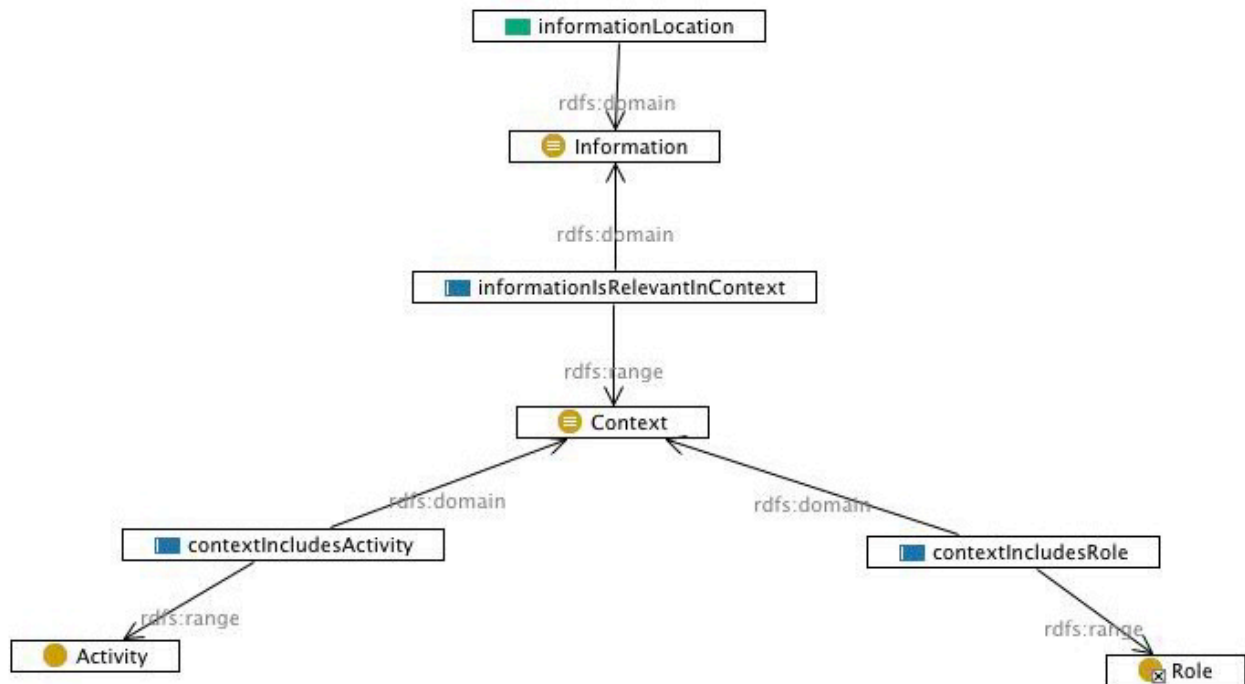 informationLocation
rdfs:domain
Information
rdfs:domain
informationIsRelevantInContext
rdfs:range
Context
rdfs:domain
rdfs:domain
contextIncludesActivity
contextIncludesRole
rdfs:range
rdfs:range
Activity
Role